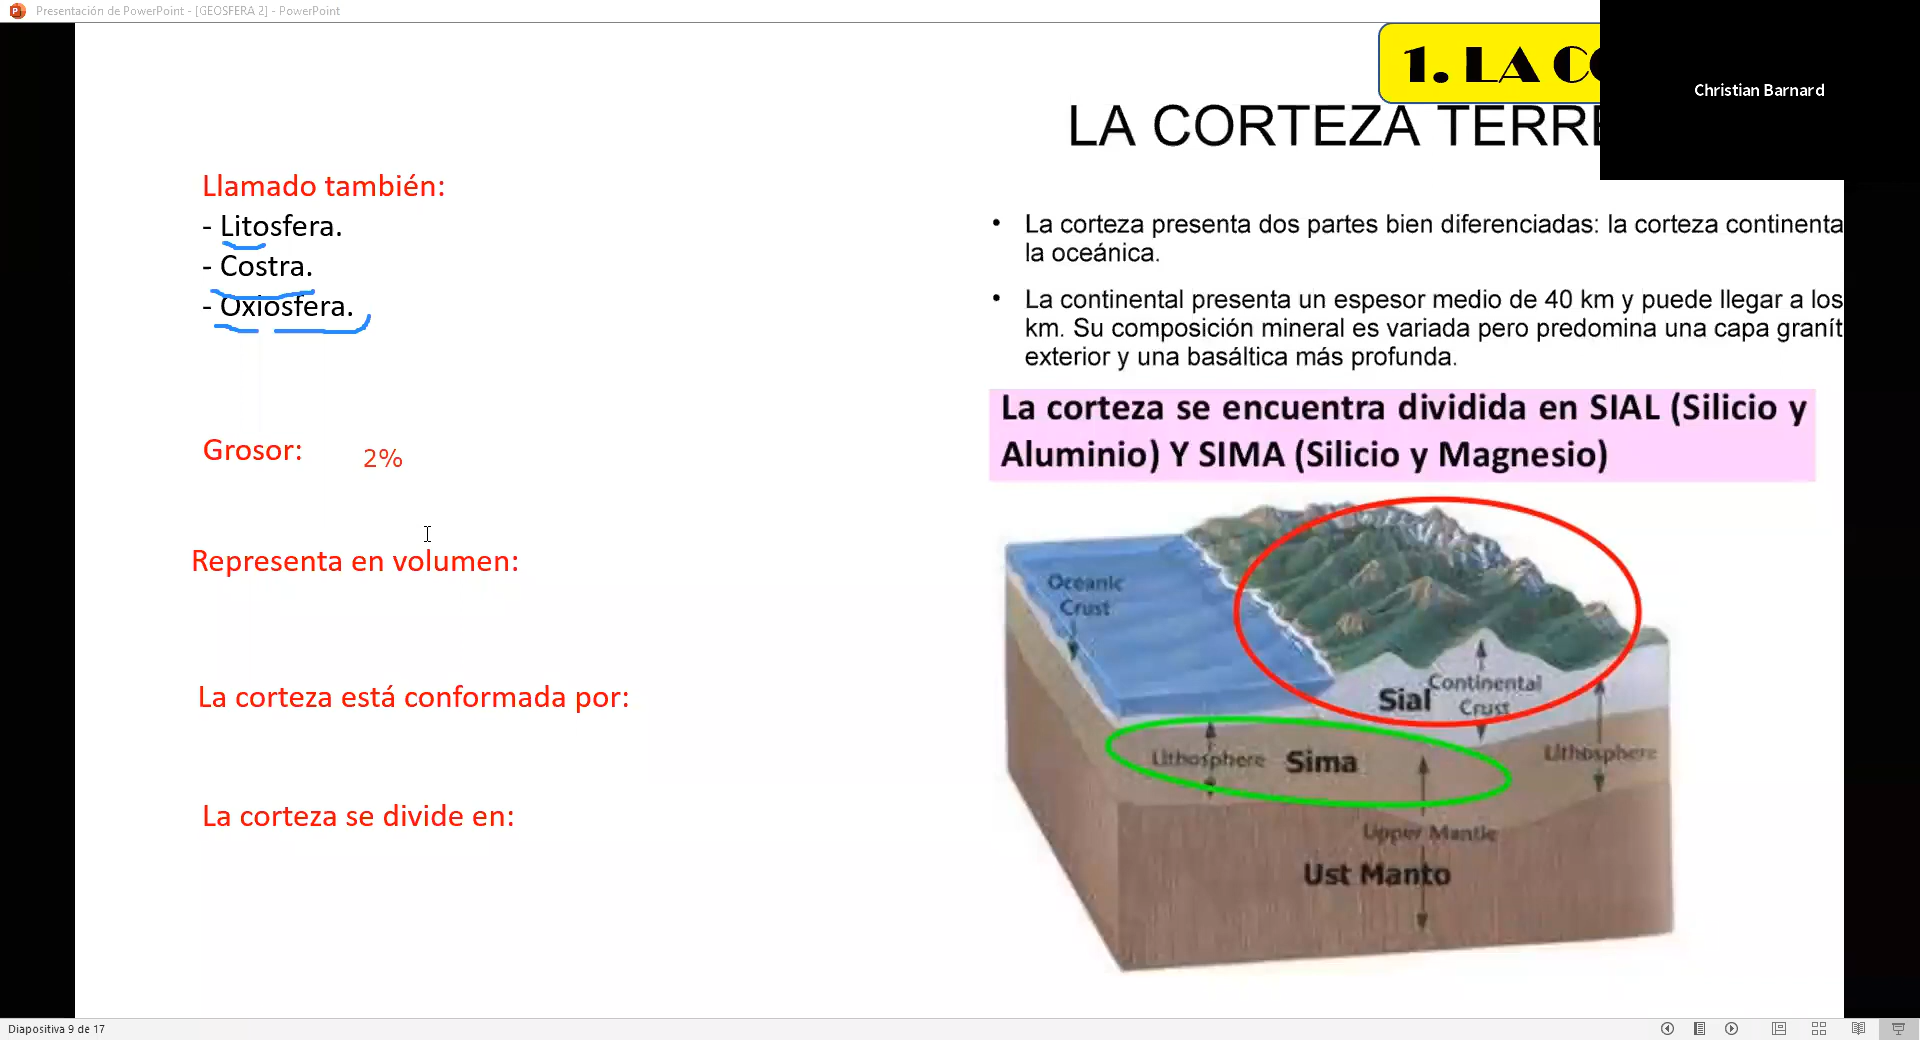 Presentación de PowerPoint - [GEOSFERA 2] - PowerPoint
1. LA CO
LA CORTEZA TERRE
Christian Barnard
Llamado también:
- Litosfera.
- Costra.
- Oxiosfera.
Grosor:
2%
Representa en volumen:
La corteza está conformada por:
La corteza se divide en:
• La corteza presenta dos partes bien diferenciadas: la corteza continenta
la oceánica.
• La continental presenta un espesor medio de 40 km y puede llegar a los
km. Su composición mineral es variada pero predomina una capa granít
exterior y una basáltica más profunda.
La corteza se encuentra dividida en SIAL (Silicio y
Aluminio) Y SIMA (Silicio y Magnesio)
Oceanic
Crust
Sial
Continental
Crust
Lithosphere
Sima
Lithosphere
Upper Mantle
Ust Manto
Diapositiva 9 de 17